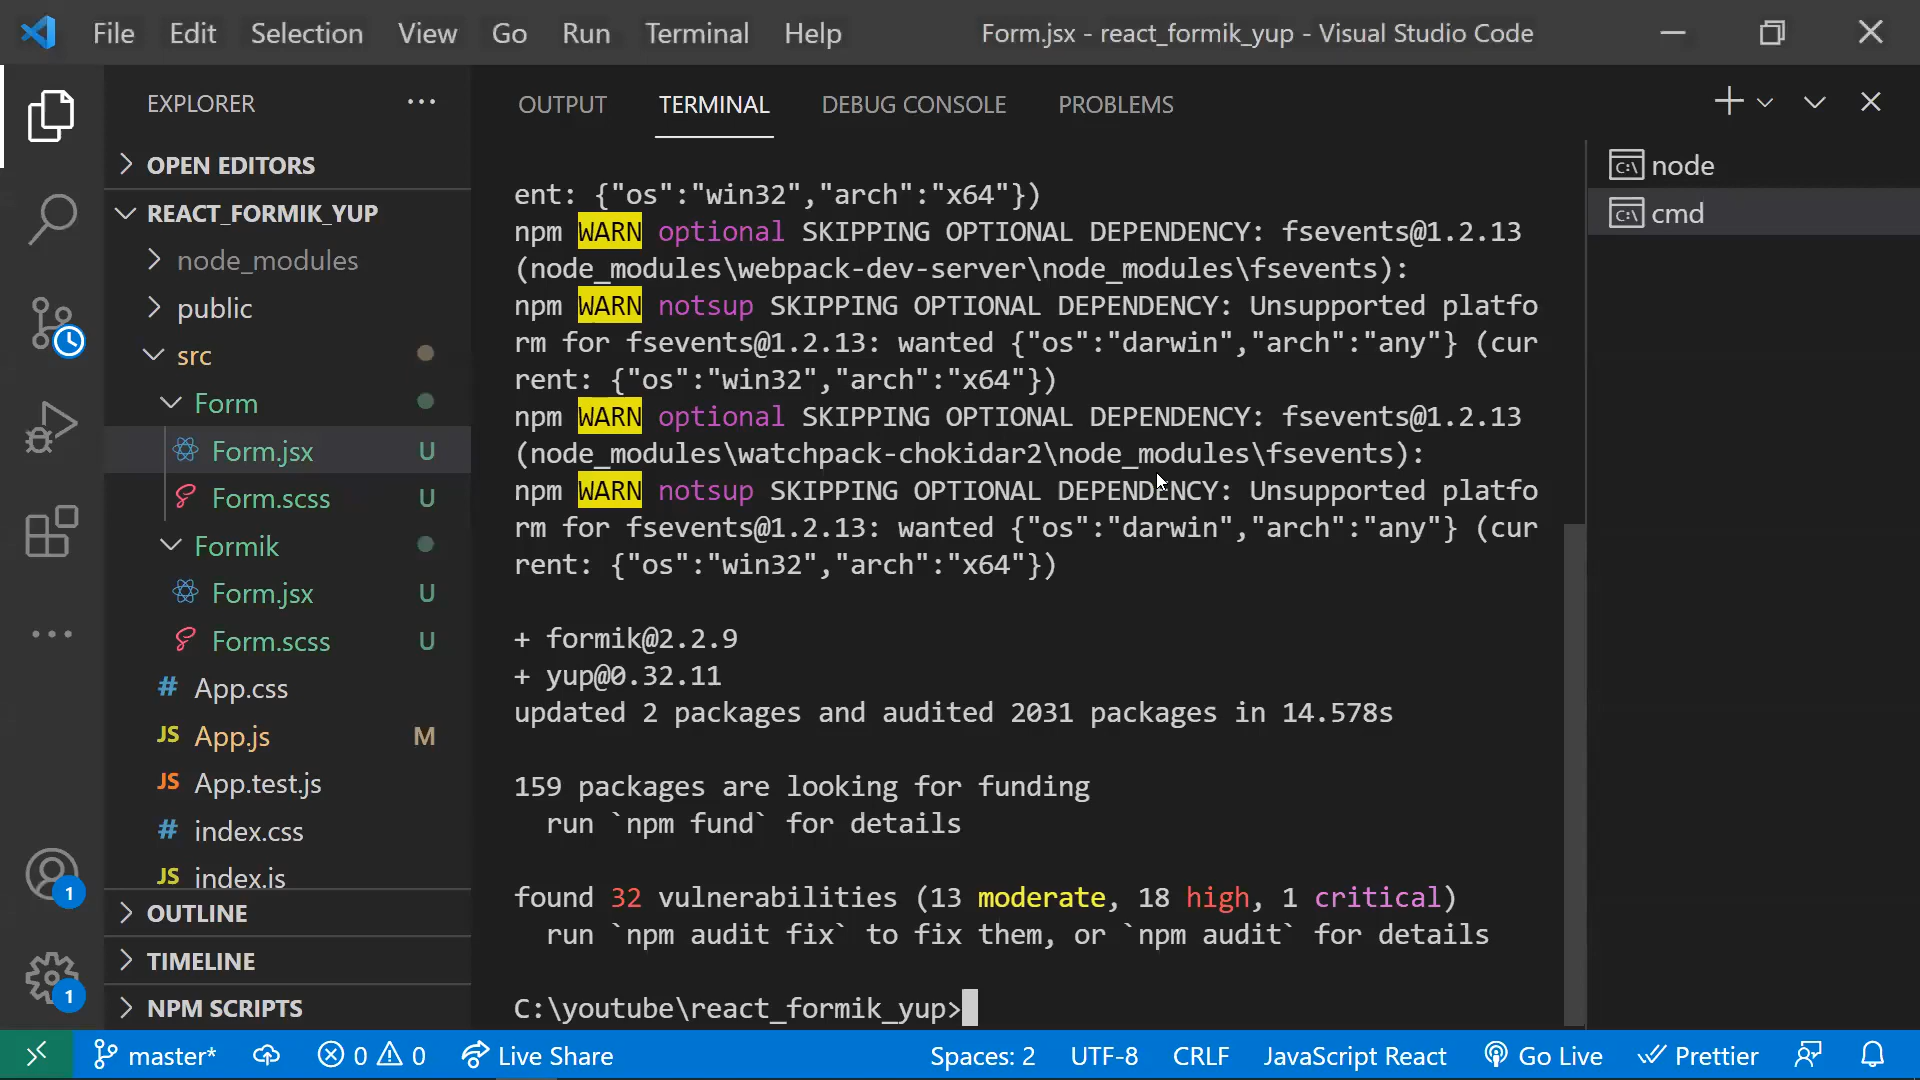 File Edit Selection View Go Run Terminal Help Form.jsx - react_formik_yup - Visual Studio Code
EXPLORER
OPEN EDITORS
REACT_FORMIK_YUP
node_modules
public
src
Form
Form.jsx U
Form.scss U
Formik
Form.jsx U
Form.scss U
# App.css
JS App.js M
JS App.test.js
# index.css
JS index.js
OUTLINE
TIMELINE
NPM SCRIPTS
1
1
OUTPUT TERMINAL DEBUG CONSOLE PROBLEMS
ent: {"os":"win32","arch":"x64"})
npm WARN optional SKIPPING OPTIONAL DEPENDENCY: fsevents@1.2.13
(node_modules\webpack-dev-server\node_modules\fsevents):
npm WARN notsup SKIPPING OPTIONAL DEPENDENCY: Unsupported platfo
rm for fsevents@1.2.13: wanted {"os":"darwin","arch":"any"} (cur
rent: {"os":"win32","arch":"x64"})
npm WARN optional SKIPPING OPTIONAL DEPENDENCY: fsevents@1.2.13
(node_modules\watchpack-chokidar2\node_modules\fsevents):
npm WARN notsup SKIPPING OPTIONAL DEPENDENCY: Unsupported platfo
rm for fsevents@1.2.13: wanted {"os":"darwin","arch":"any"} (cur
rent: {"os":"win32","arch":"x64"})
+ formik@2.2.9
+ yup@0.32.11
updated 2 packages and audited 2031 packages in 14.578s
159 packages are looking for funding
run `npm fund` for details
found 32 vulnerabilities (13 moderate, 18 high, 1 critical)
run `npm audit fix` to fix them, or `npm audit` for details
C:\youtube\react_formik_yup>
C:\ node
C:\ cmd
master* 0 0 Live Share Spaces: 2 UTF-8 CRLF JavaScript React Go Live Prettier